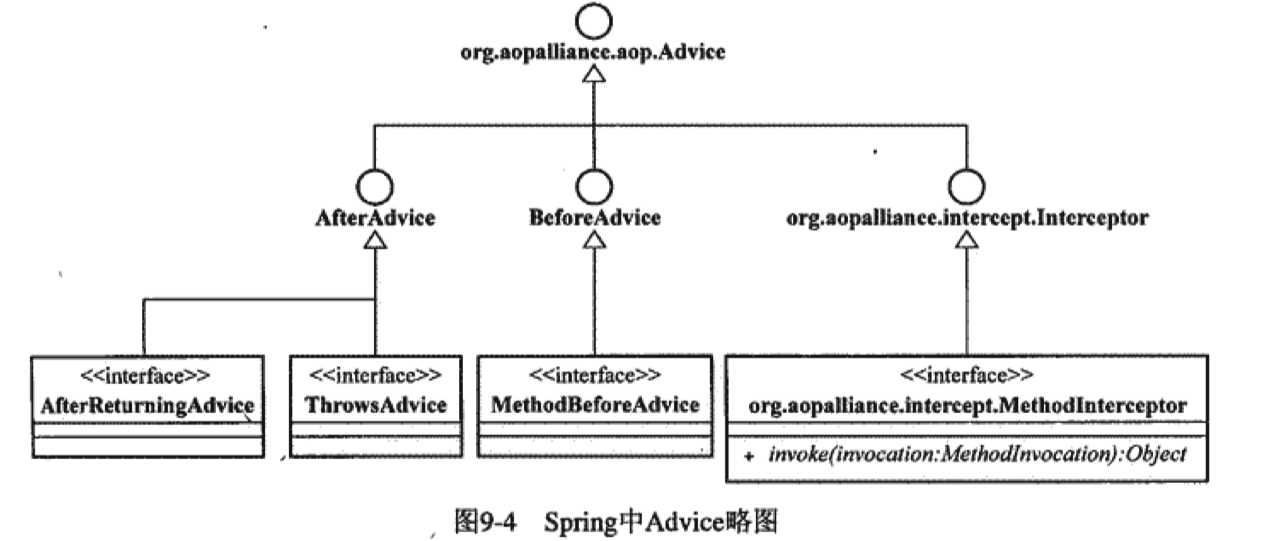 org.aopalliance.aop.Advice
AfterAdvice
BeforeAdvice
org.aopalliance.intercept.Interceptor
<<interface>>
AfterReturningAdvice
<<interface>>
ThrowsAdvice
<<interface>>
MethodBeforeAdvice
<<interface>>
org.aopalliance.intercept.MethodInterceptor
+ invoke(invocation:MethodInvocation):Object
图9-4 Spring中Advice略图